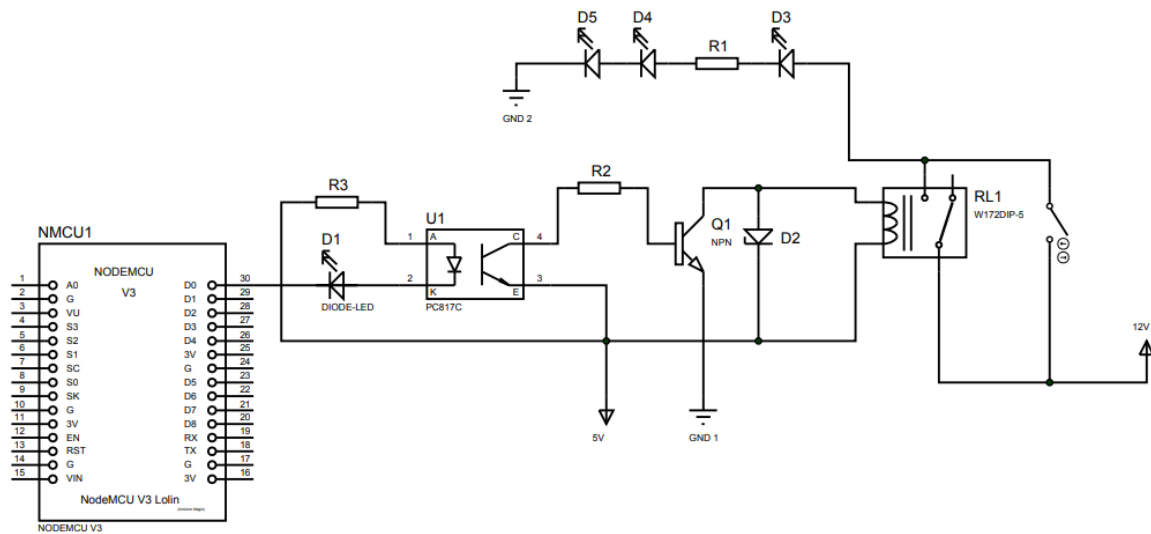 D5
D4
D3
R1
GND 2
R3
R2
U1
RL1
W172DIP-5
Q1
NPN
D2
D1
DIODE-LED
1
A
C
4
2
K
E
3
PC817C
12V
5V
GND 1
NMCU1
NODEMCU
V3
1 A0 D0 30
2 G D1 29
3 VU D2 28
4 S3 D3 27
5 S2 D4 26
6 S1 3V 25
7 SC G 24
8 S0 D5 23
9 SK D6 22
10 G D7 21
11 3V D8 20
12 EN RX 19
13 RST TX 18
14 G G 17
15 VIN 3V 16
NodeMCU V3 Lolin
NODEMCU V3